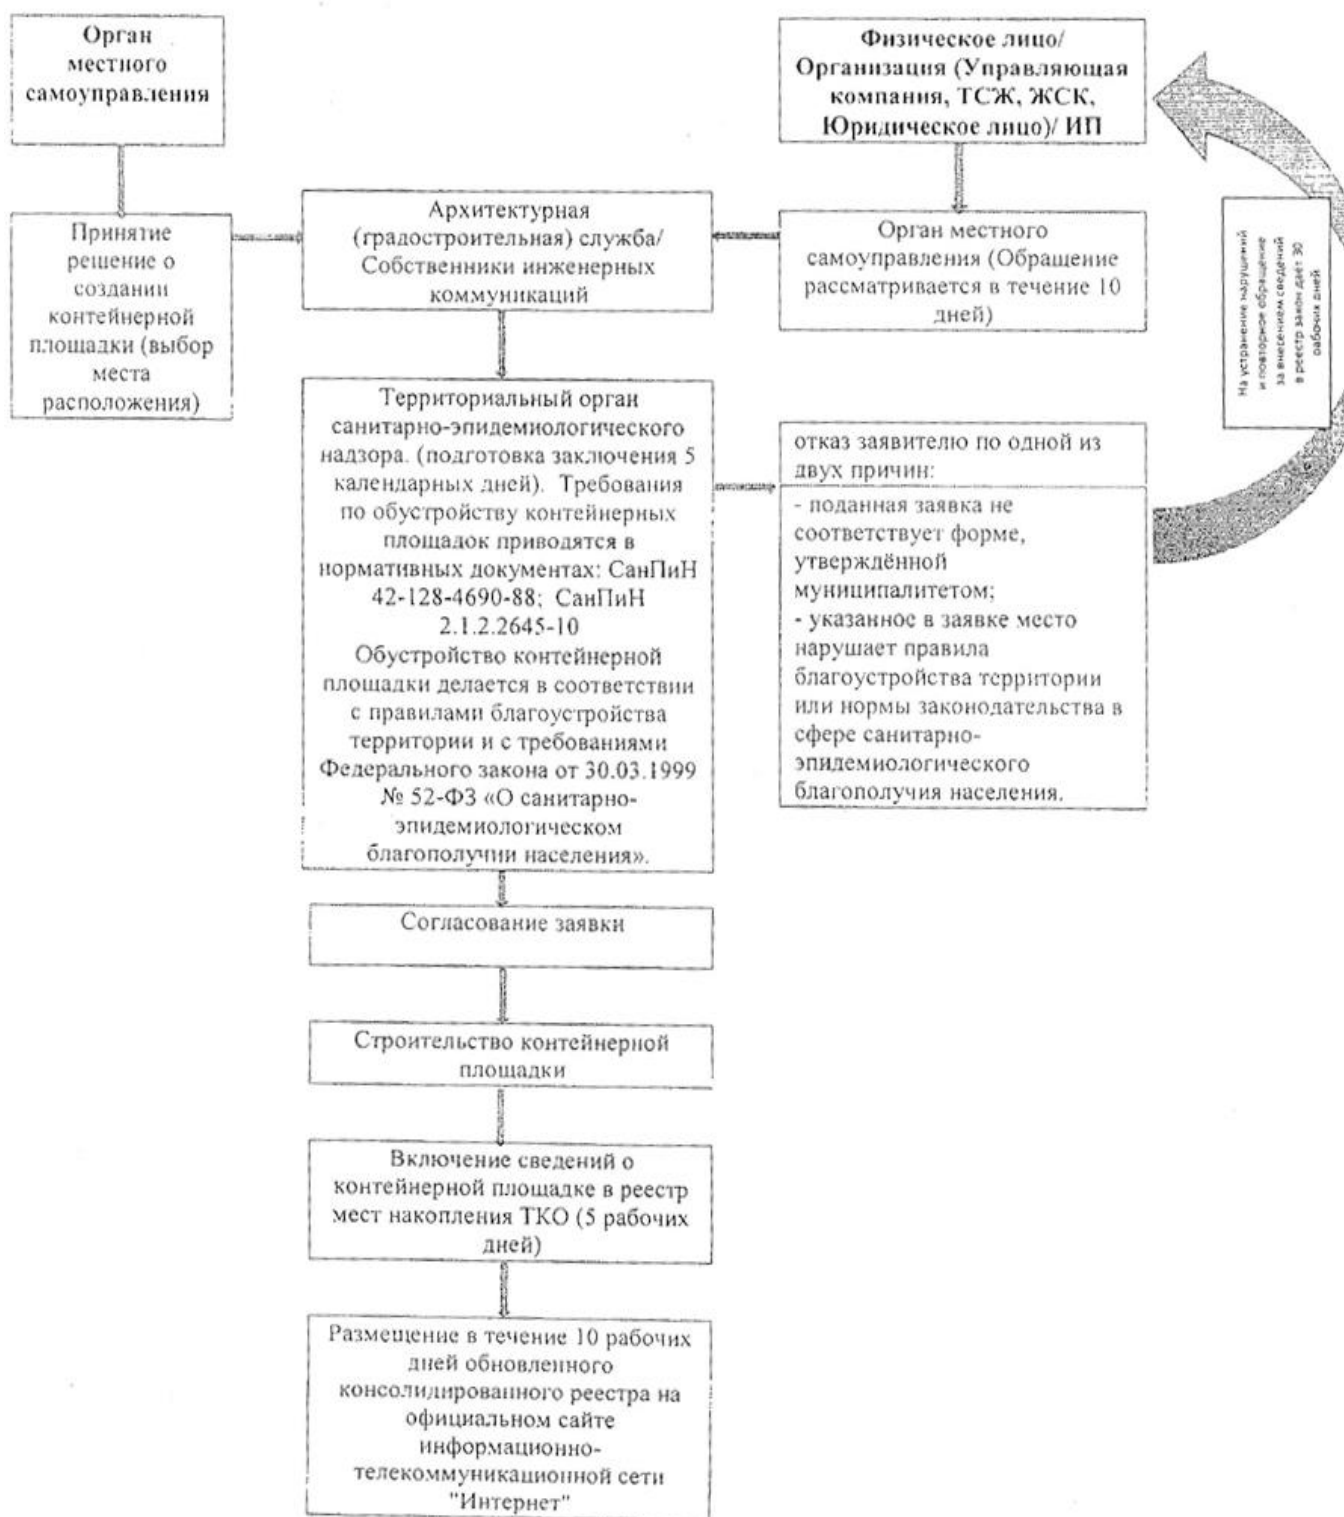 Орган
местного
самоуправления
Физическое лицо/
Организация (Управляющая
компания, ТСЖ, ЖСК,
Юридическое лицо)/ ИП
Принятие
решение о
создании
контейнерной
площадки (выбор
места
расположения)
Архитектурная
(градостроительная) служба/
Собственники инженерных
коммуникаций
Орган местного
самоуправления (Обращение
рассматривается в течение 10
дней)
На устранение нарушений
и повторное обращение
за внесением сведений
в реестр закон дает 30
рабочих дней
Территориальный орган
санитарно-эпидемиологического
надзора. (подготовка заключения 5
календарных дней). Требования
по обустройству контейнерных
площадок приводятся в
нормативных документах: СанПиН
42-128-4690-88; СанПиН
2.1.2.2645-10
Обустройство контейнерной
площадки делается в соответствии
с правилами благоустройства
территории и с требованиями
Федерального закона от 30.03.1999
№ 52-ФЗ «О санитарно-
эпидемиологическом
благополучии населения».
отказ заявителю по одной из
двух причин:
- поданная заявка не
соответствует форме,
утверждённой
муниципалитетом;
- указанное в заявке место
нарушает правила
благоустройства территории
или нормы законодательства в
сфере санитарно-
эпидемиологического
благополучия населения.
Согласование заявки
Строительство контейнерной
площадки
Включение сведений о
контейнерной площадке в реестр
мест накопления ТКО (5 рабочих
дней)
Размещение в течение 10 рабочих
дней обновленного
консолидированного реестра на
официальном сайте
информационно-
телекоммуникационной сети
"Интернет"